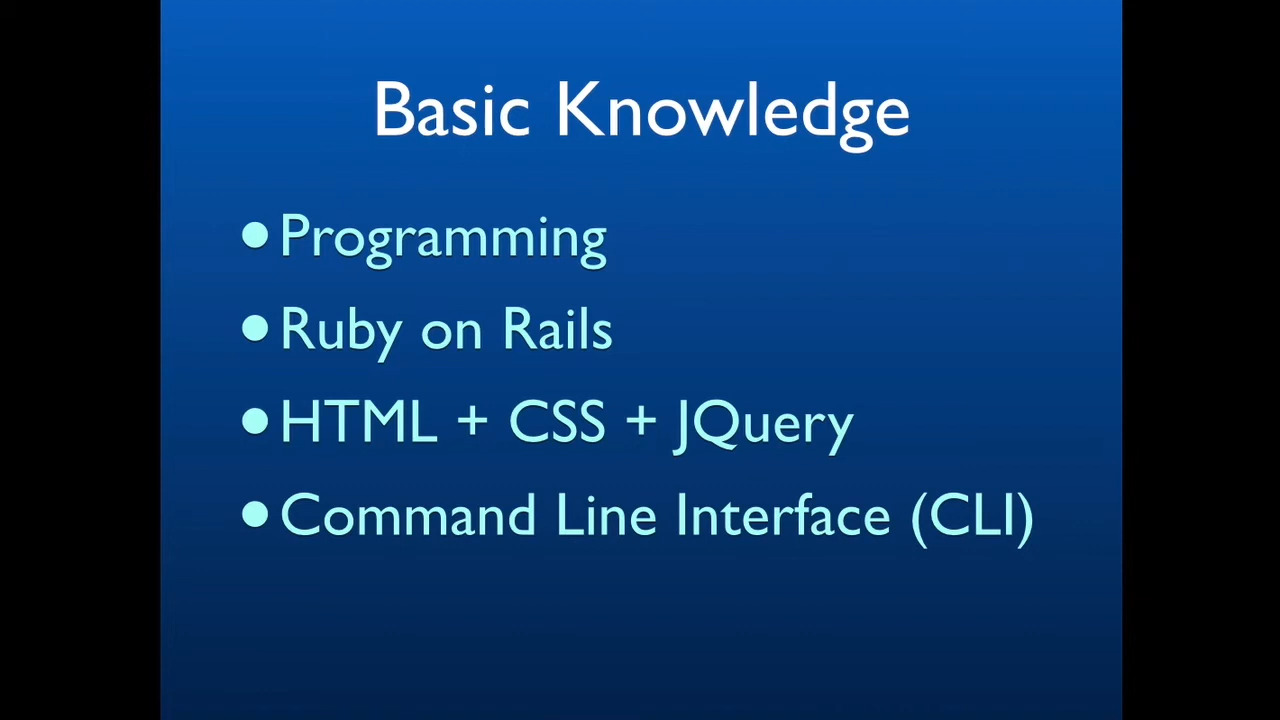 Basic Knowledge
•Programming
•Ruby on Rails
•HTML + CSS + JQuery
•Command Line Interface (CLI)